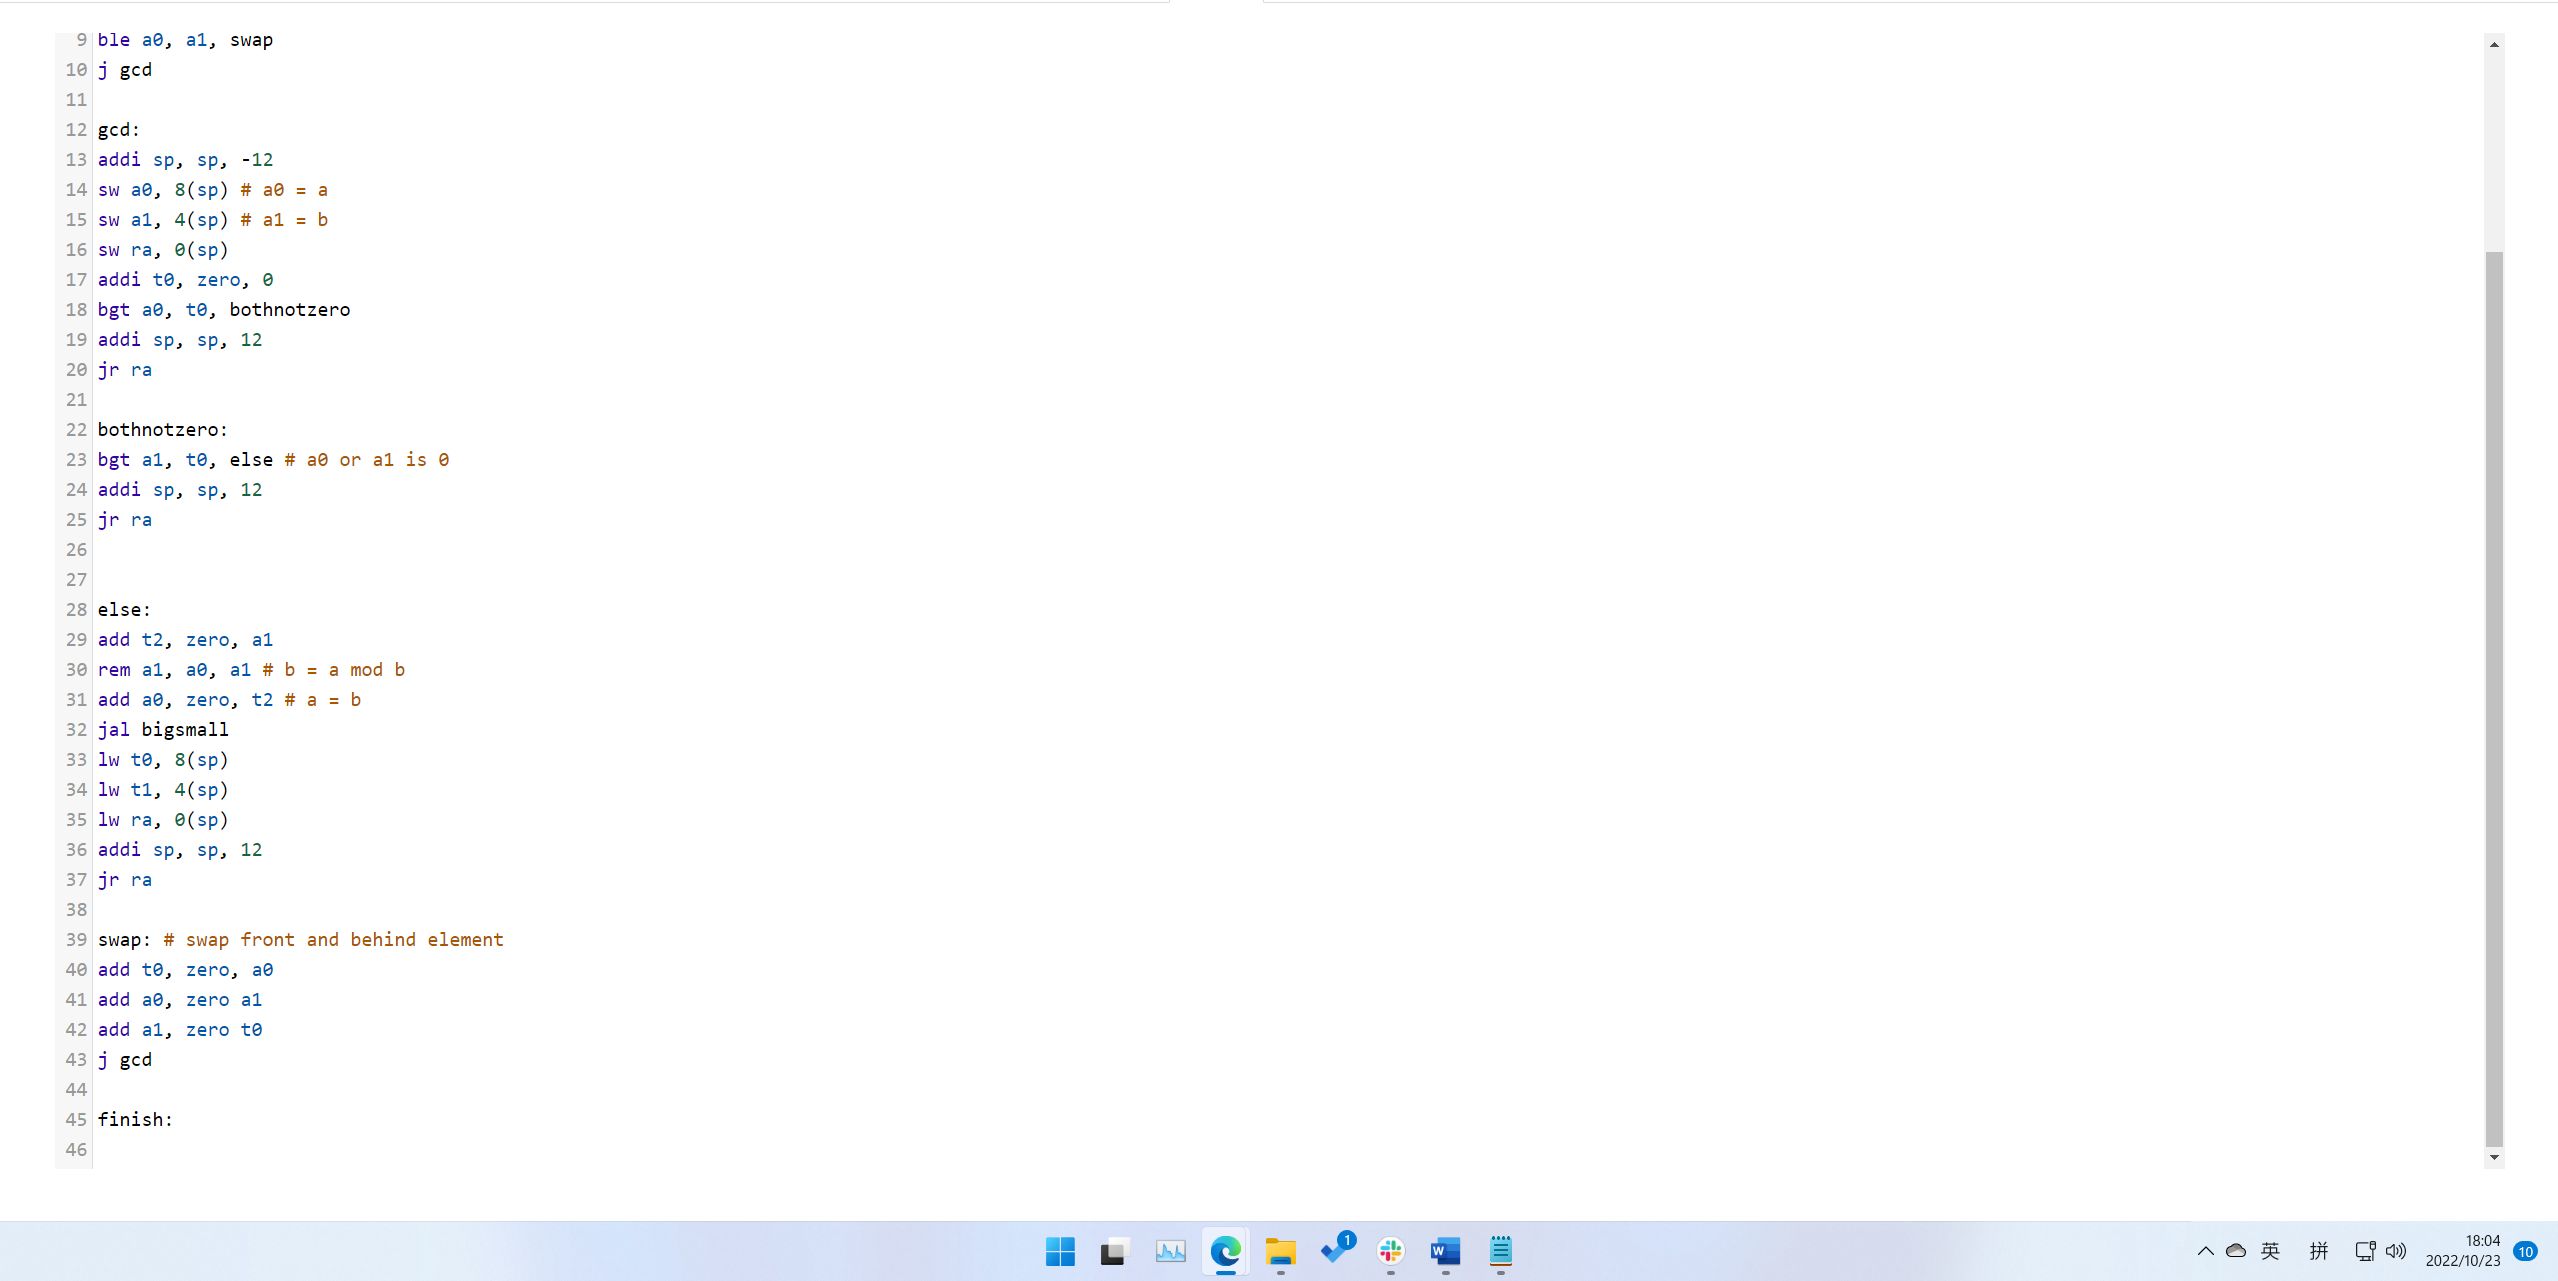 9 ble a0, a1, swap
10 j gcd
11
12 gcd:
13 addi sp, sp, -12
14 sw a0, 8(sp) # a0 = a
15 sw a1, 4(sp) # a1 = b
16 sw ra, 0(sp)
17 addi t0, zero, 0
18 bgt a0, t0, bothnotzero
19 addi sp, sp, 12
20 jr ra
21
22 bothnotzero:
23 bgt a1, t0, else # a0 or a1 is 0
24 addi sp, sp, 12
25 jr ra
26
27
28 else:
29 add t2, zero, a1
30 rem a1, a0, a1 # b = a mod b
31 add a0, zero, t2 # a = b
32 jal bigsmall
33 lw t0, 8(sp)
34 lw t1, 4(sp)
35 lw ra, 0(sp)
36 addi sp, sp, 12
37 jr ra
38
39 swap: # swap front and behind element
40 add t0, zero, a0
41 add a0, zero a1
42 add a1, zero t0
43 j gcd
44
45 finish:
46
1
W
英 拼
18:04
2022/10/23
10